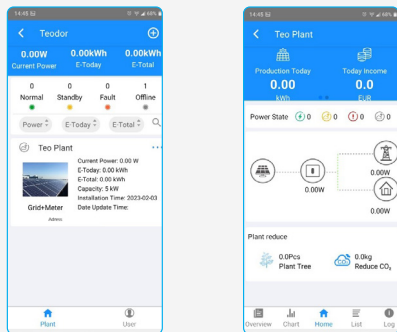 14:45
68%
Teodor
0.00W
0.00kWh
0.00kWh
Current Power
E-Today
E-Total
0
0
0
1
Normal
Standby
Fault
Offline
Power
E-Today
E-Total
Teo Plant
Current Power: 0.00 W
E-Today: 0.00 kWh
E-Total: 0.00 kWh
Capacity: 5 kW
Installation Time: 2023-02-03
Date Update Time:
Grid+Meter
Adress
Plant
User
14:45
68%
Teo Plant
Production Today
Today Income
0.00
0.0
kWh
EUR
Power State
0
0
0
0
0.00W
0.00W
0.00W
Plant reduce
0.0Pcs
Plant Tree
0.0kg
Reduce CO₂
Overview
Chart
Home
List
Log